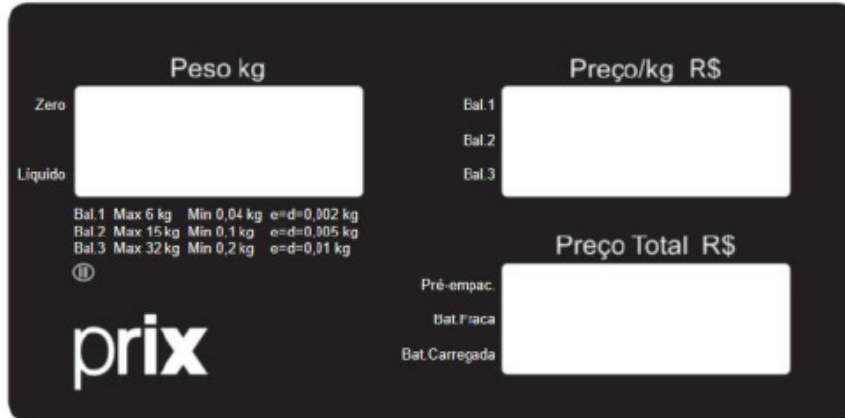 Peso kg
Zero
Líquido
Bal.1 Max 6 kg Min 0,04 kg e=d=0,002 kg
Bal.2 Max 15 kg Min 0,1 kg e=d=0,005 kg
Bal.3 Max 32 kg Min 0,2 kg e=d=0,01 kg
III
prix
Preço/kg R$
Bal.1
Bal.2
Bal.3
Preço Total R$
Pré-empac.
Bat.Fraca
Bat.Carregada